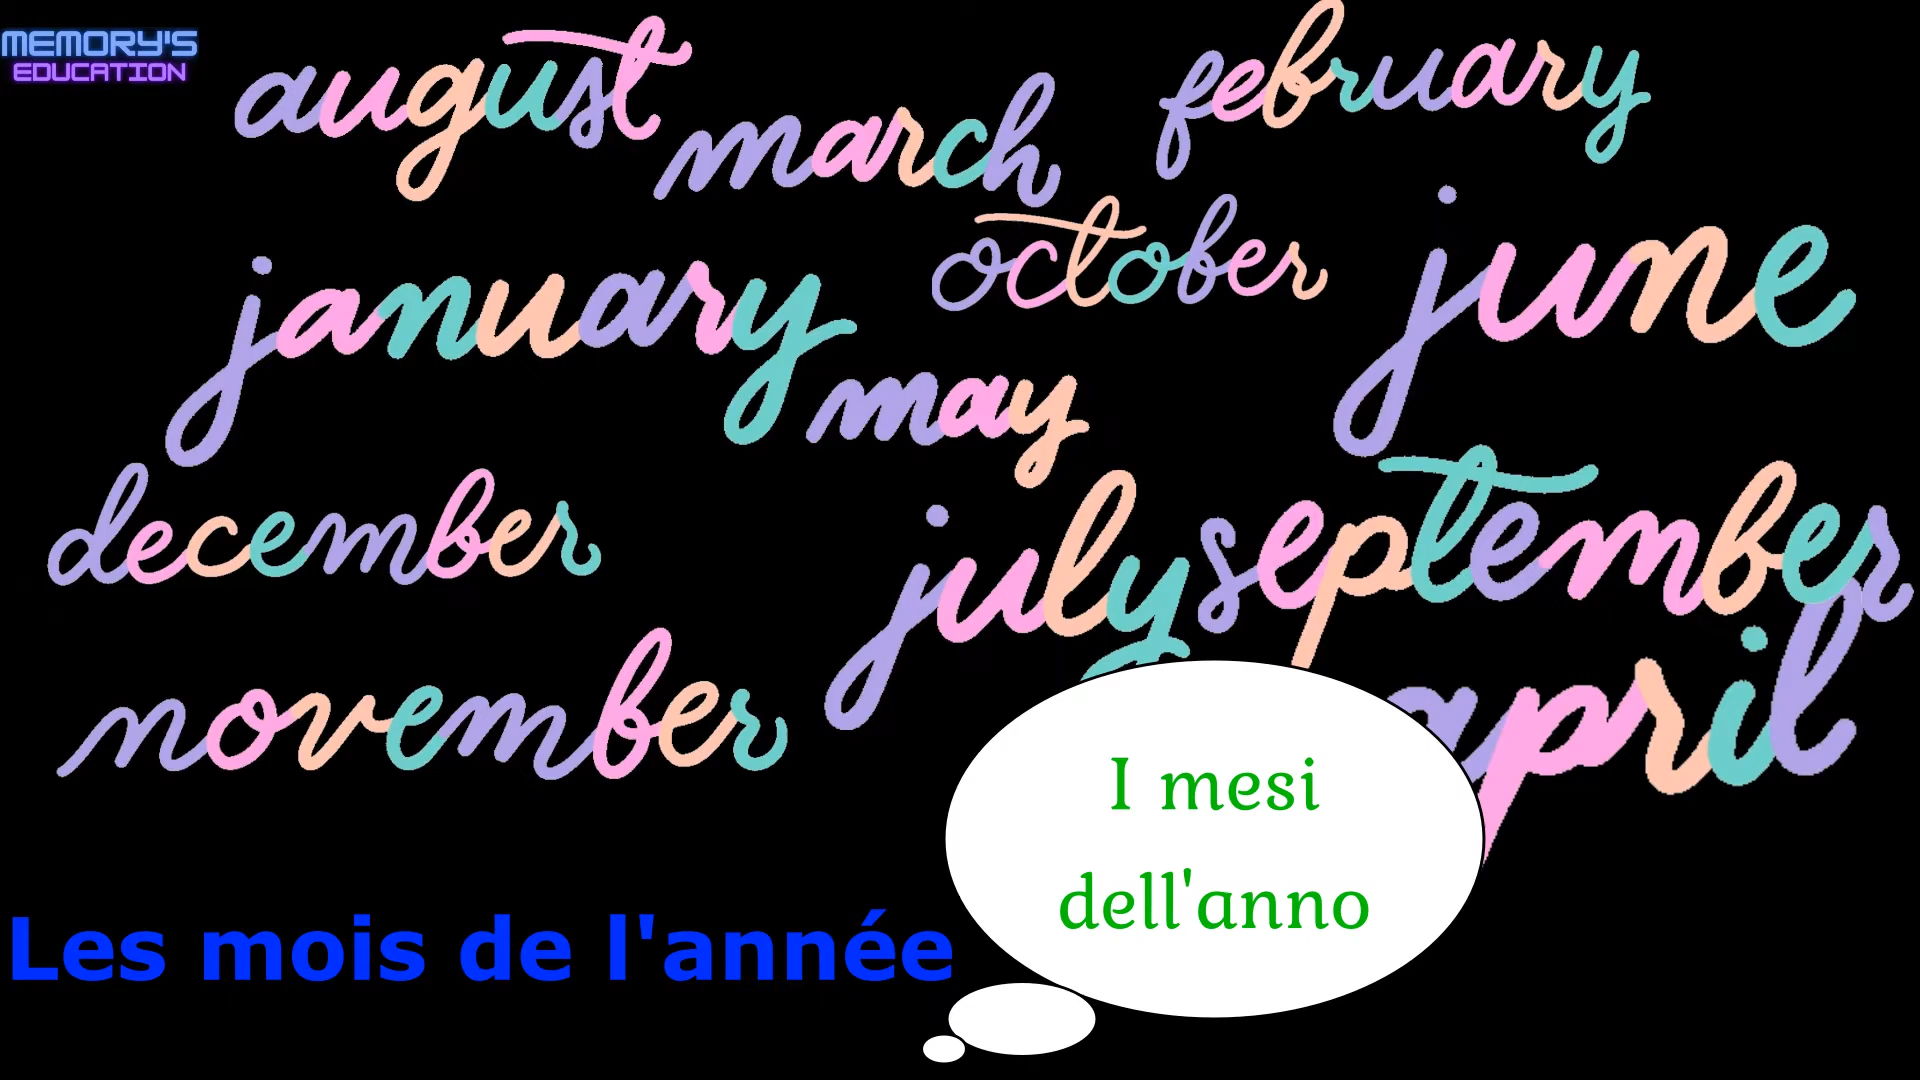 MEMORY'S
EDUCATION
august
march
february
january
october
june
may
december
july
september
november
april
I mesi
dell'anno
Les mois de l'année